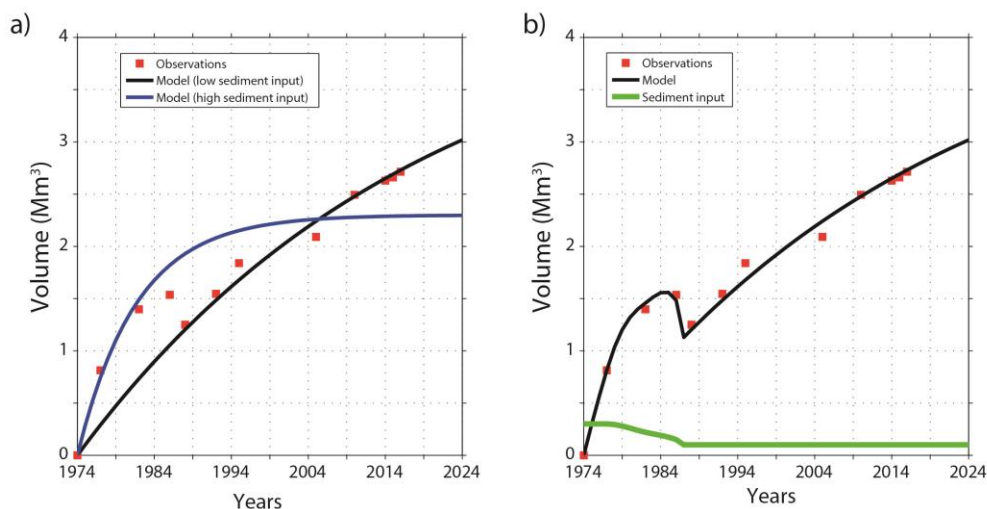 a)
4
3
2
1
0
Volume (Mm³)
Observations
Model (low sediment input)
Model (high sediment input)
1974 1984 1994 2004 2014 2024
Years
b)
4
3
2
1
0
Volume (Mm³)
Observations
Model
Sediment input
1974 1984 1994 2004 2014 2024
Years